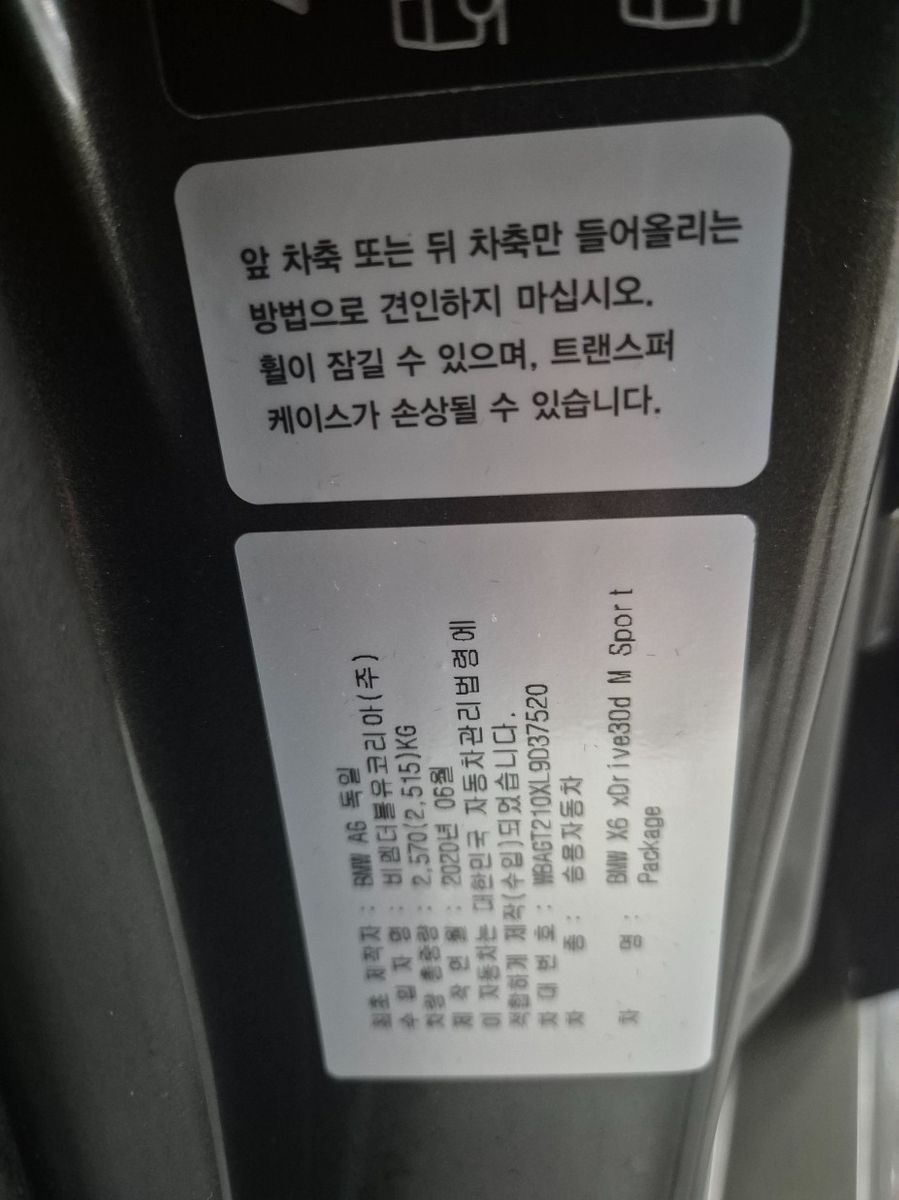 앞 차축 또는 뒤 차축만 들어올리는
방법으로 견인하지 마십시오.
휠이 잠길 수 있으며, 트랜스퍼
케이스가 손상될 수 있습니다.
최초 제작자 : BMW AG 독일
수 입 자 명 : 비엠더블유코리아(주)
차량 총중량 : 2,570(2,515)KG
제 작 연 월 : 2020년 06월
이 자동차는 대한민국 자동차관리법령에
적합하게 제작(수입)되었습니다.
차 대 번 호 : WBAGT210XL9D37520
차 종 : 승용자동차
차 명 : BMW X6 xDrive30d M Sport
Package